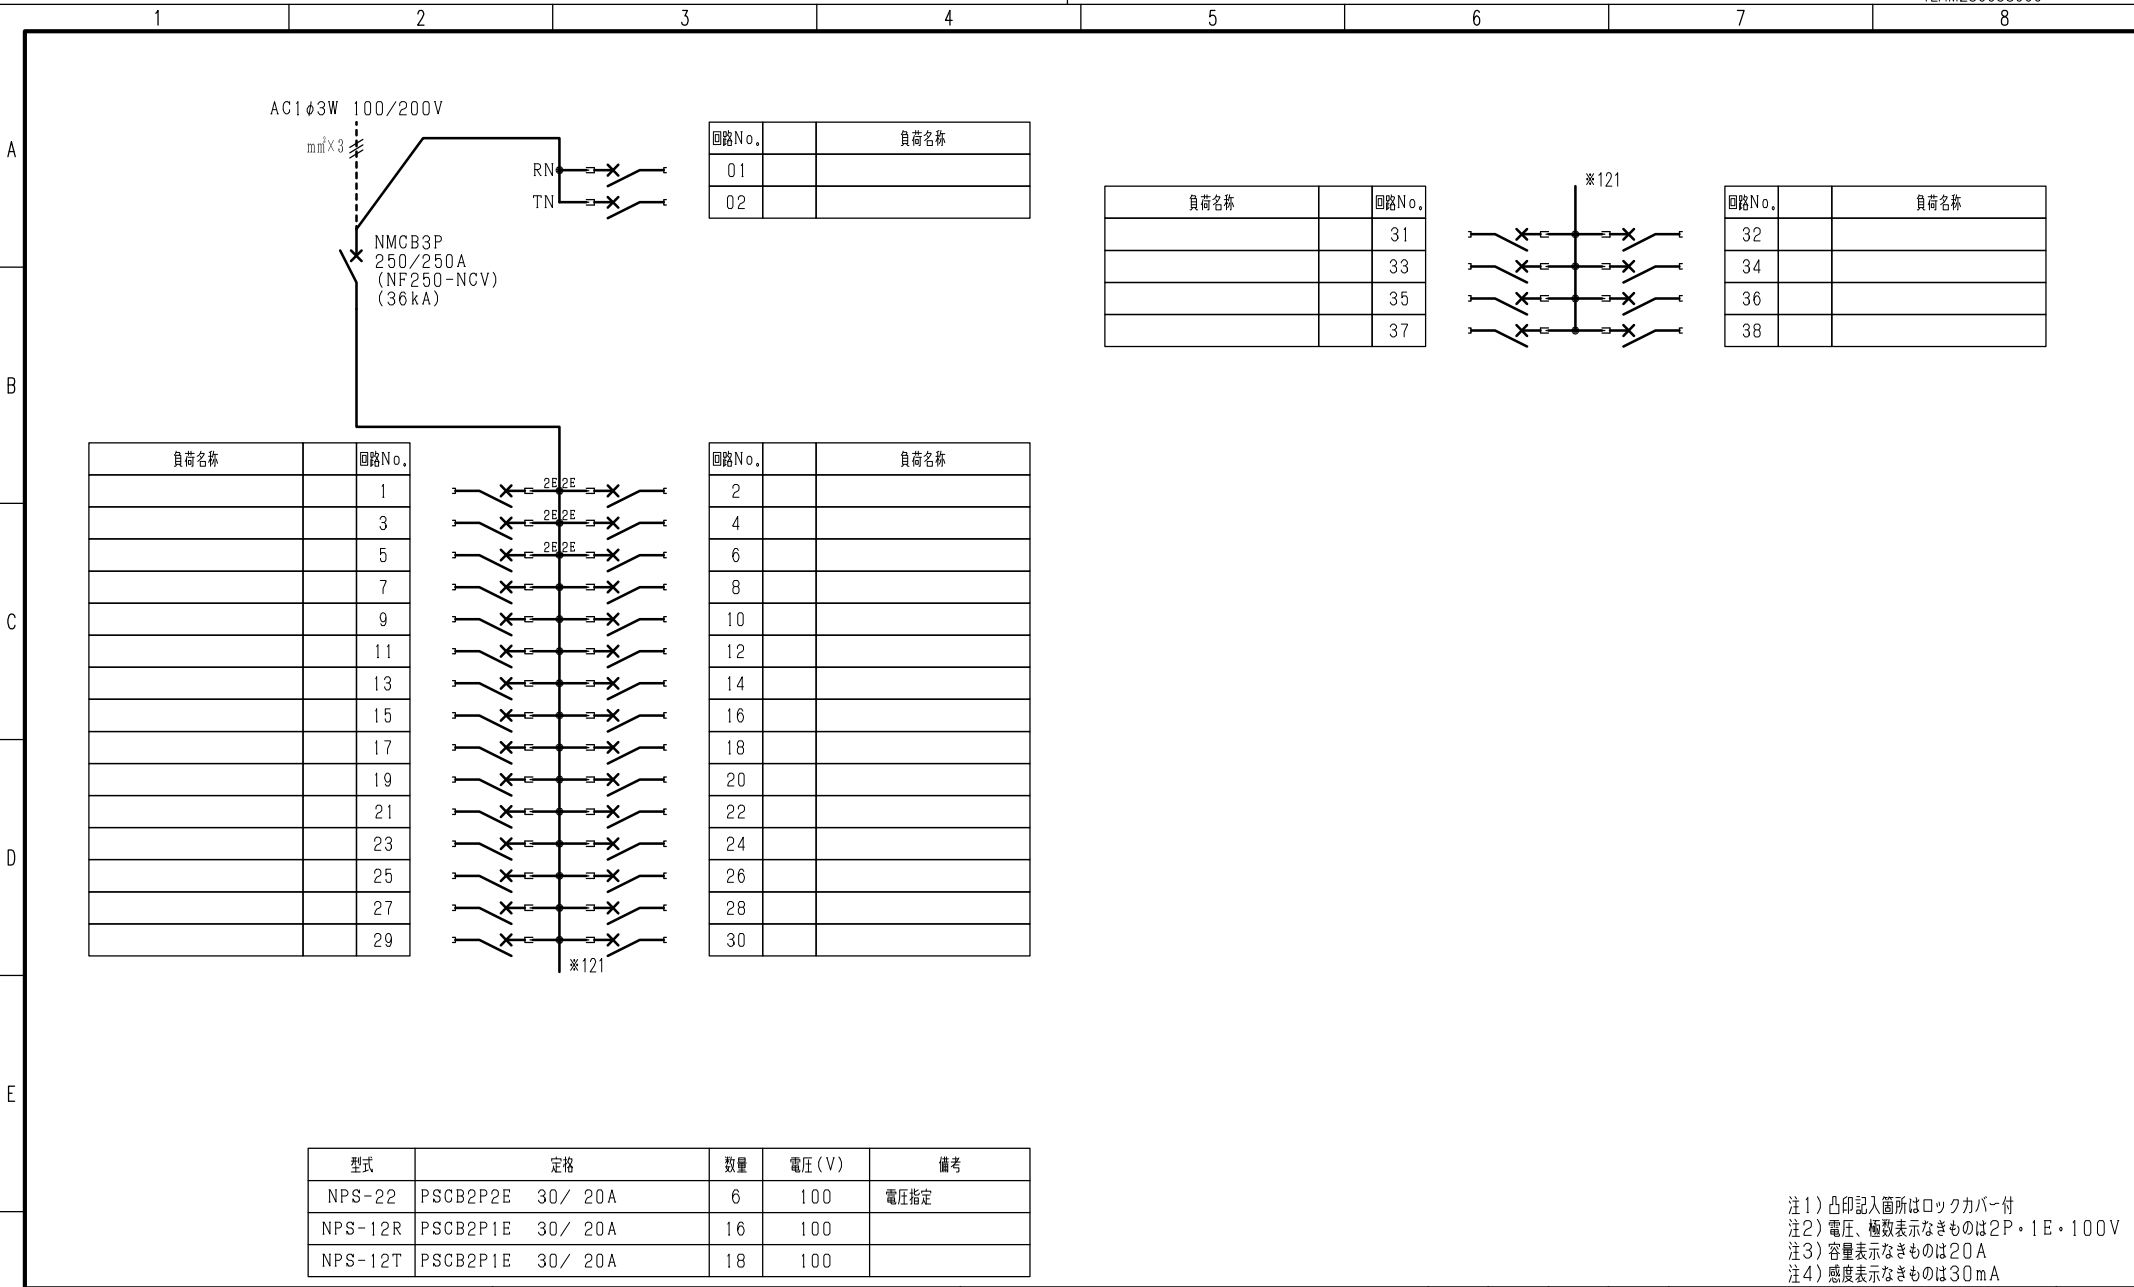 1 2 3 4 5 6 7 8
A
B
C
D
E
AC1φ3W 100/200V
mm²×3
RN
TN
NMCB3P
250/250A
(NF250-NCV)
(36kA)
回路No. 負荷名称
01
02
負荷名称 回路No.
31
33
35
37
※121
回路No. 負荷名称
32
34
36
38
負荷名称 回路No.
1
3
5
7
9
11
13
15
17
19
21
23
25
27
29
2E 2E
2E 2E
2E 2E
※121
回路No. 負荷名称
2
4
6
8
10
12
14
16
18
20
22
24
26
28
30
型式 定格 数量 電圧(V) 備考
NPS-22 PSCB2P2E 30/ 20A 6 100 電圧指定
NPS-12R PSCB2P1E 30/ 20A 16 100
NPS-12T PSCB2P1E 30/ 20A 18 100
注1)凸印記入箇所はロックカバー付
注2)電圧、極数表示なきものは2P・1E・100V
注3)容量表示なきものは20A
注4)感度表示なきものは30mA